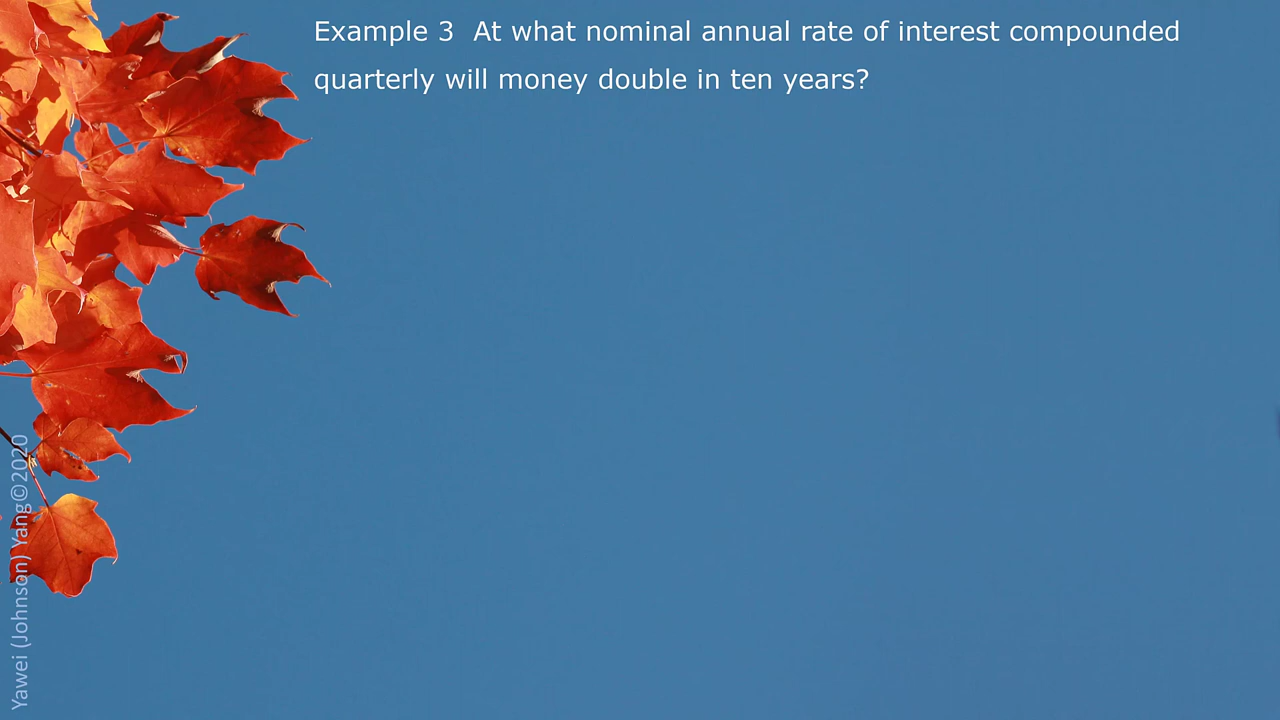 Example 3  At what nominal annual rate of interest compounded
quarterly will money double in ten years?
Yawei (Johnson) Yang©2020